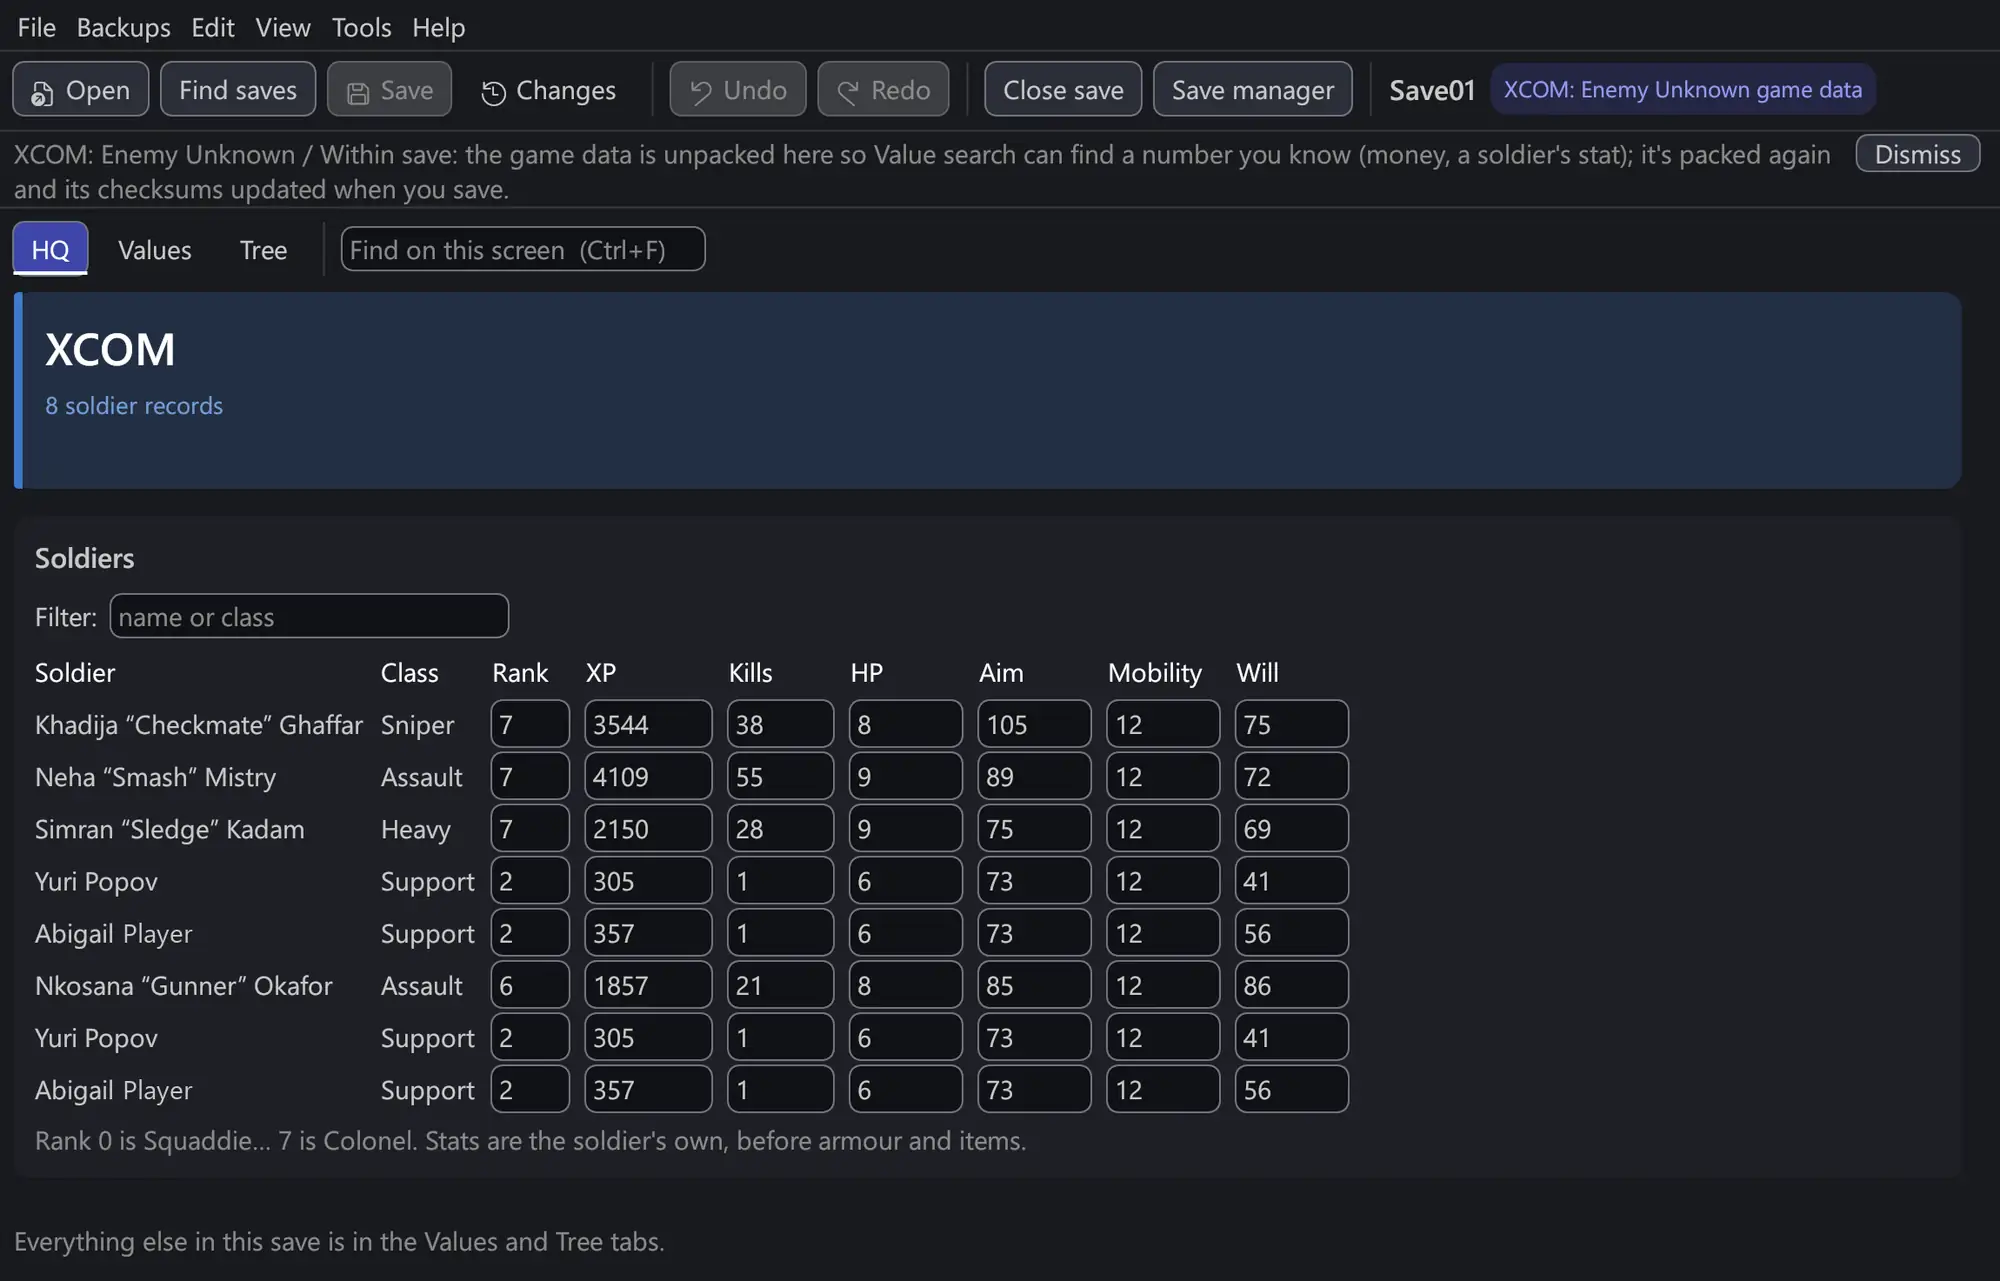 File Backups Edit View Tools Help
Open Find saves Save Changes Undo Redo Close save Save manager Save01 XCOM: Enemy Unknown game data
XCOM: Enemy Unknown / Within save: the game data is unpacked here so Value search can find a number you know (money, a soldier's stat); it's packed again
and its checksums updated when you save.
Dismiss
HQ Values Tree Find on this screen (Ctrl+F)
XCOM
8 soldier records
Soldiers
Filter: name or class
Soldier Class Rank XP Kills HP Aim Mobility Will
Khadija “Checkmate” Ghaffar Sniper 7 3544 38 8 105 12 75
Neha “Smash” Mistry Assault 7 4109 55 9 89 12 72
Simran “Sledge” Kadam Heavy 7 2150 28 9 75 12 69
Yuri Popov Support 2 305 1 6 73 12 41
Abigail Player Support 2 357 1 6 73 12 56
Nkosana “Gunner” Okafor Assault 6 1857 21 8 85 12 86
Yuri Popov Support 2 305 1 6 73 12 41
Abigail Player Support 2 357 1 6 73 12 56
Rank 0 is Squaddie... 7 is Colonel. Stats are the soldier's own, before armour and items.
Everything else in this save is in the Values and Tree tabs.